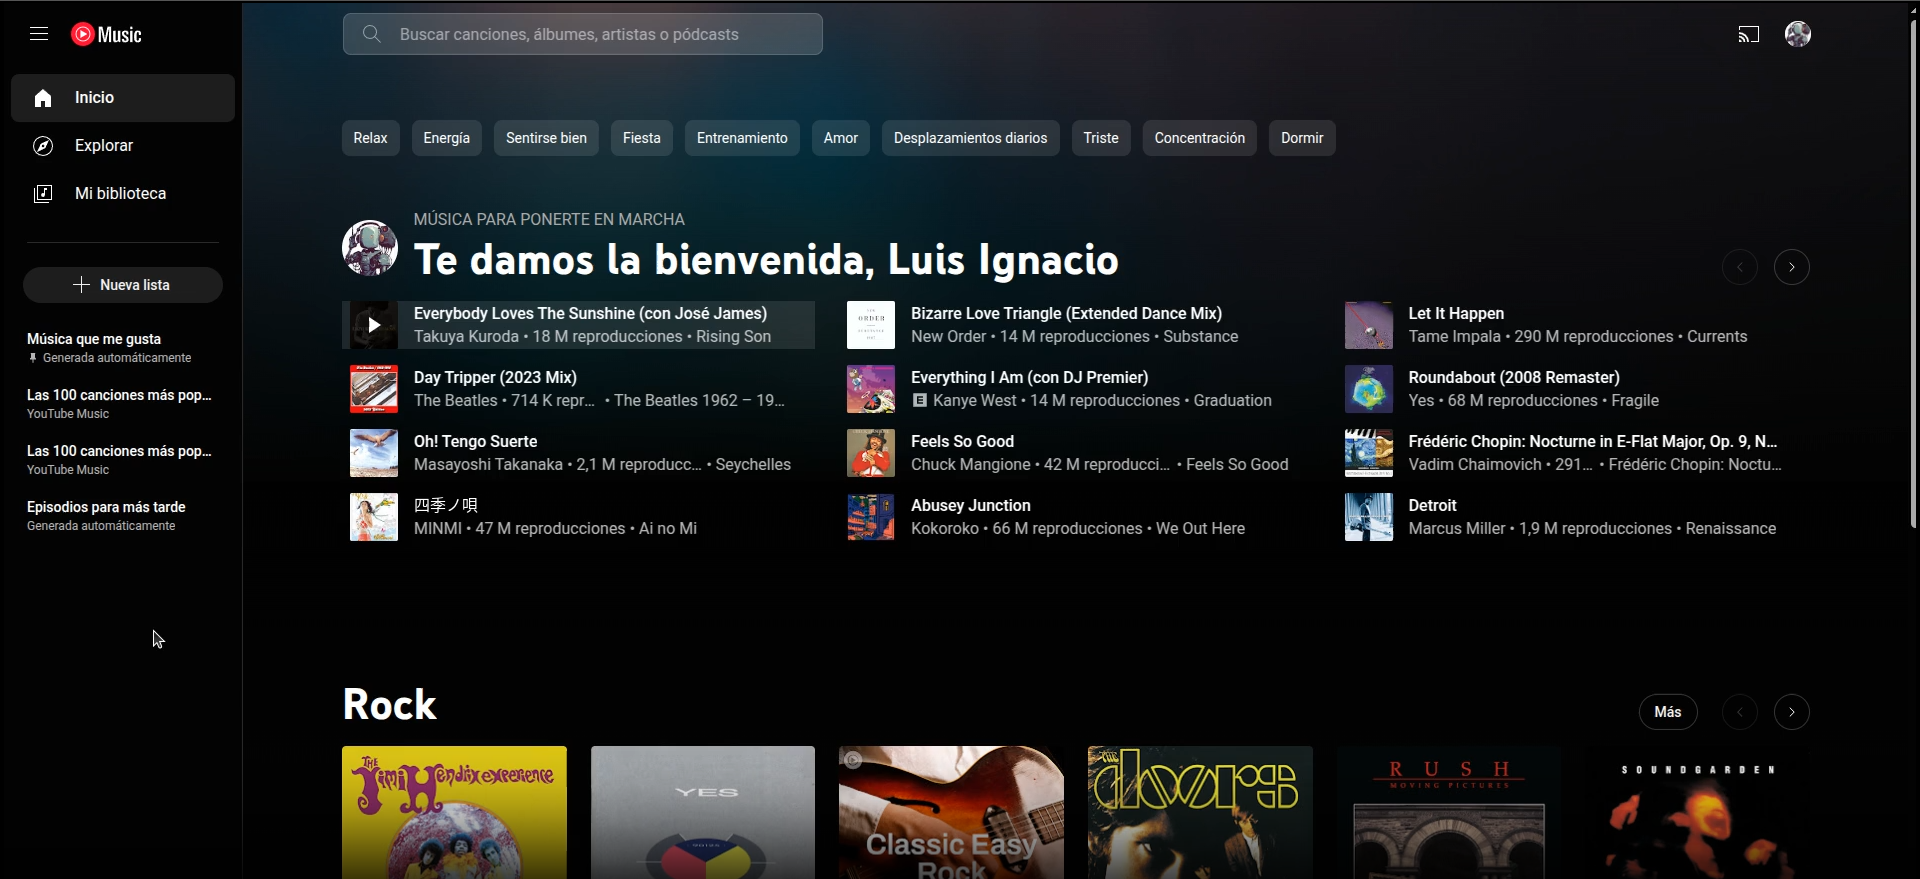 Music
Buscar canciones, álbumes, artistas o pódcasts
Inicio
Explorar
Mi biblioteca
Nueva lista
Música que me gusta
Generada automáticamente
Las 100 canciones más pop...
YouTube Music
Las 100 canciones más pop...
YouTube Music
Episodios para más tarde
Generada automáticamente
Relax
Energía
Sentirse bien
Fiesta
Entrenamiento
Amor
Desplazamientos diarios
Triste
Concentración
Dormir
MÚSICA PARA PONERTE EN MARCHA
Te damos la bienvenida, Luis Ignacio
Everybody Loves The Sunshine (con José James)
Takuya Kuroda • 18 M reproducciones • Rising Son
Day Tripper (2023 Mix)
The Beatles • 714 K repr... • The Beatles 1962 – 19...
Oh! Tengo Suerte
Masayoshi Takanaka • 2,1 M reproducc... • Seychelles
四季ノ唄
MINMI • 47 M reproducciones • Ai no Mi
ORDER
Bizarre Love Triangle (Extended Dance Mix)
New Order • 14 M reproducciones • Substance
Everything I Am (con DJ Premier)
E Kanye West • 14 M reproducciones • Graduation
Feels So Good
Chuck Mangione • 42 M reproducci... • Feels So Good
Abusey Junction
Kokoroko • 66 M reproducciones • We Out Here
Let It Happen
Tame Impala • 290 M reproducciones • Currents
Roundabout (2008 Remaster)
Yes • 68 M reproducciones • Fragile
Frédéric Chopin: Nocturne in E-Flat Major, Op. 9, N...
Vadim Chaimovich • 291... • Frédéric Chopin: Noctu...
Detroit
Marcus Miller • 1,9 M reproducciones • Renaissance
Rock
Más
THE
Jimi Hendrix experience
YES
Classic Easy
Rock
THE
doors
RUSH
MOVING PICTURES
SOUNDGARDEN